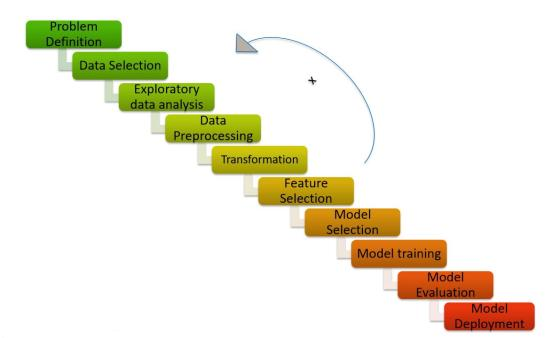 Problem
Definition
Data Selection
Exploratory
data analysis
Data
Preprocessing
Transformation
Feature
Selection
Model
Selection
Model training
Model
Evaluation
Model
Deployment